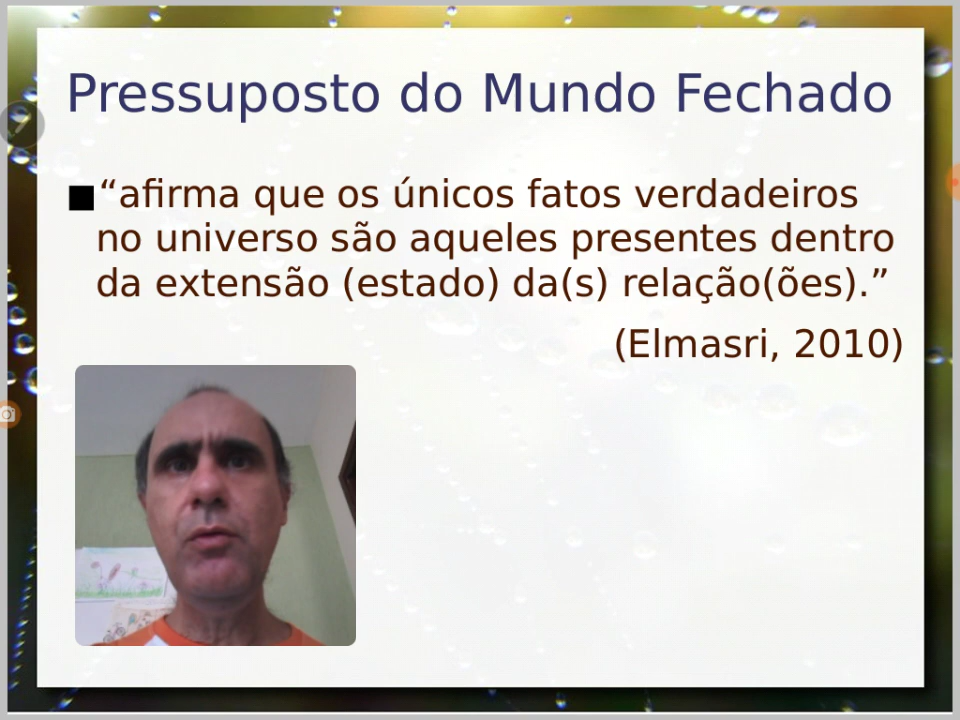 Pressuposto do Mundo Fechado
“afirma que os únicos fatos verdadeiros
no universo são aqueles presentes dentro
da extensão (estado) da(s) relação(ões).”
(Elmasri, 2010)